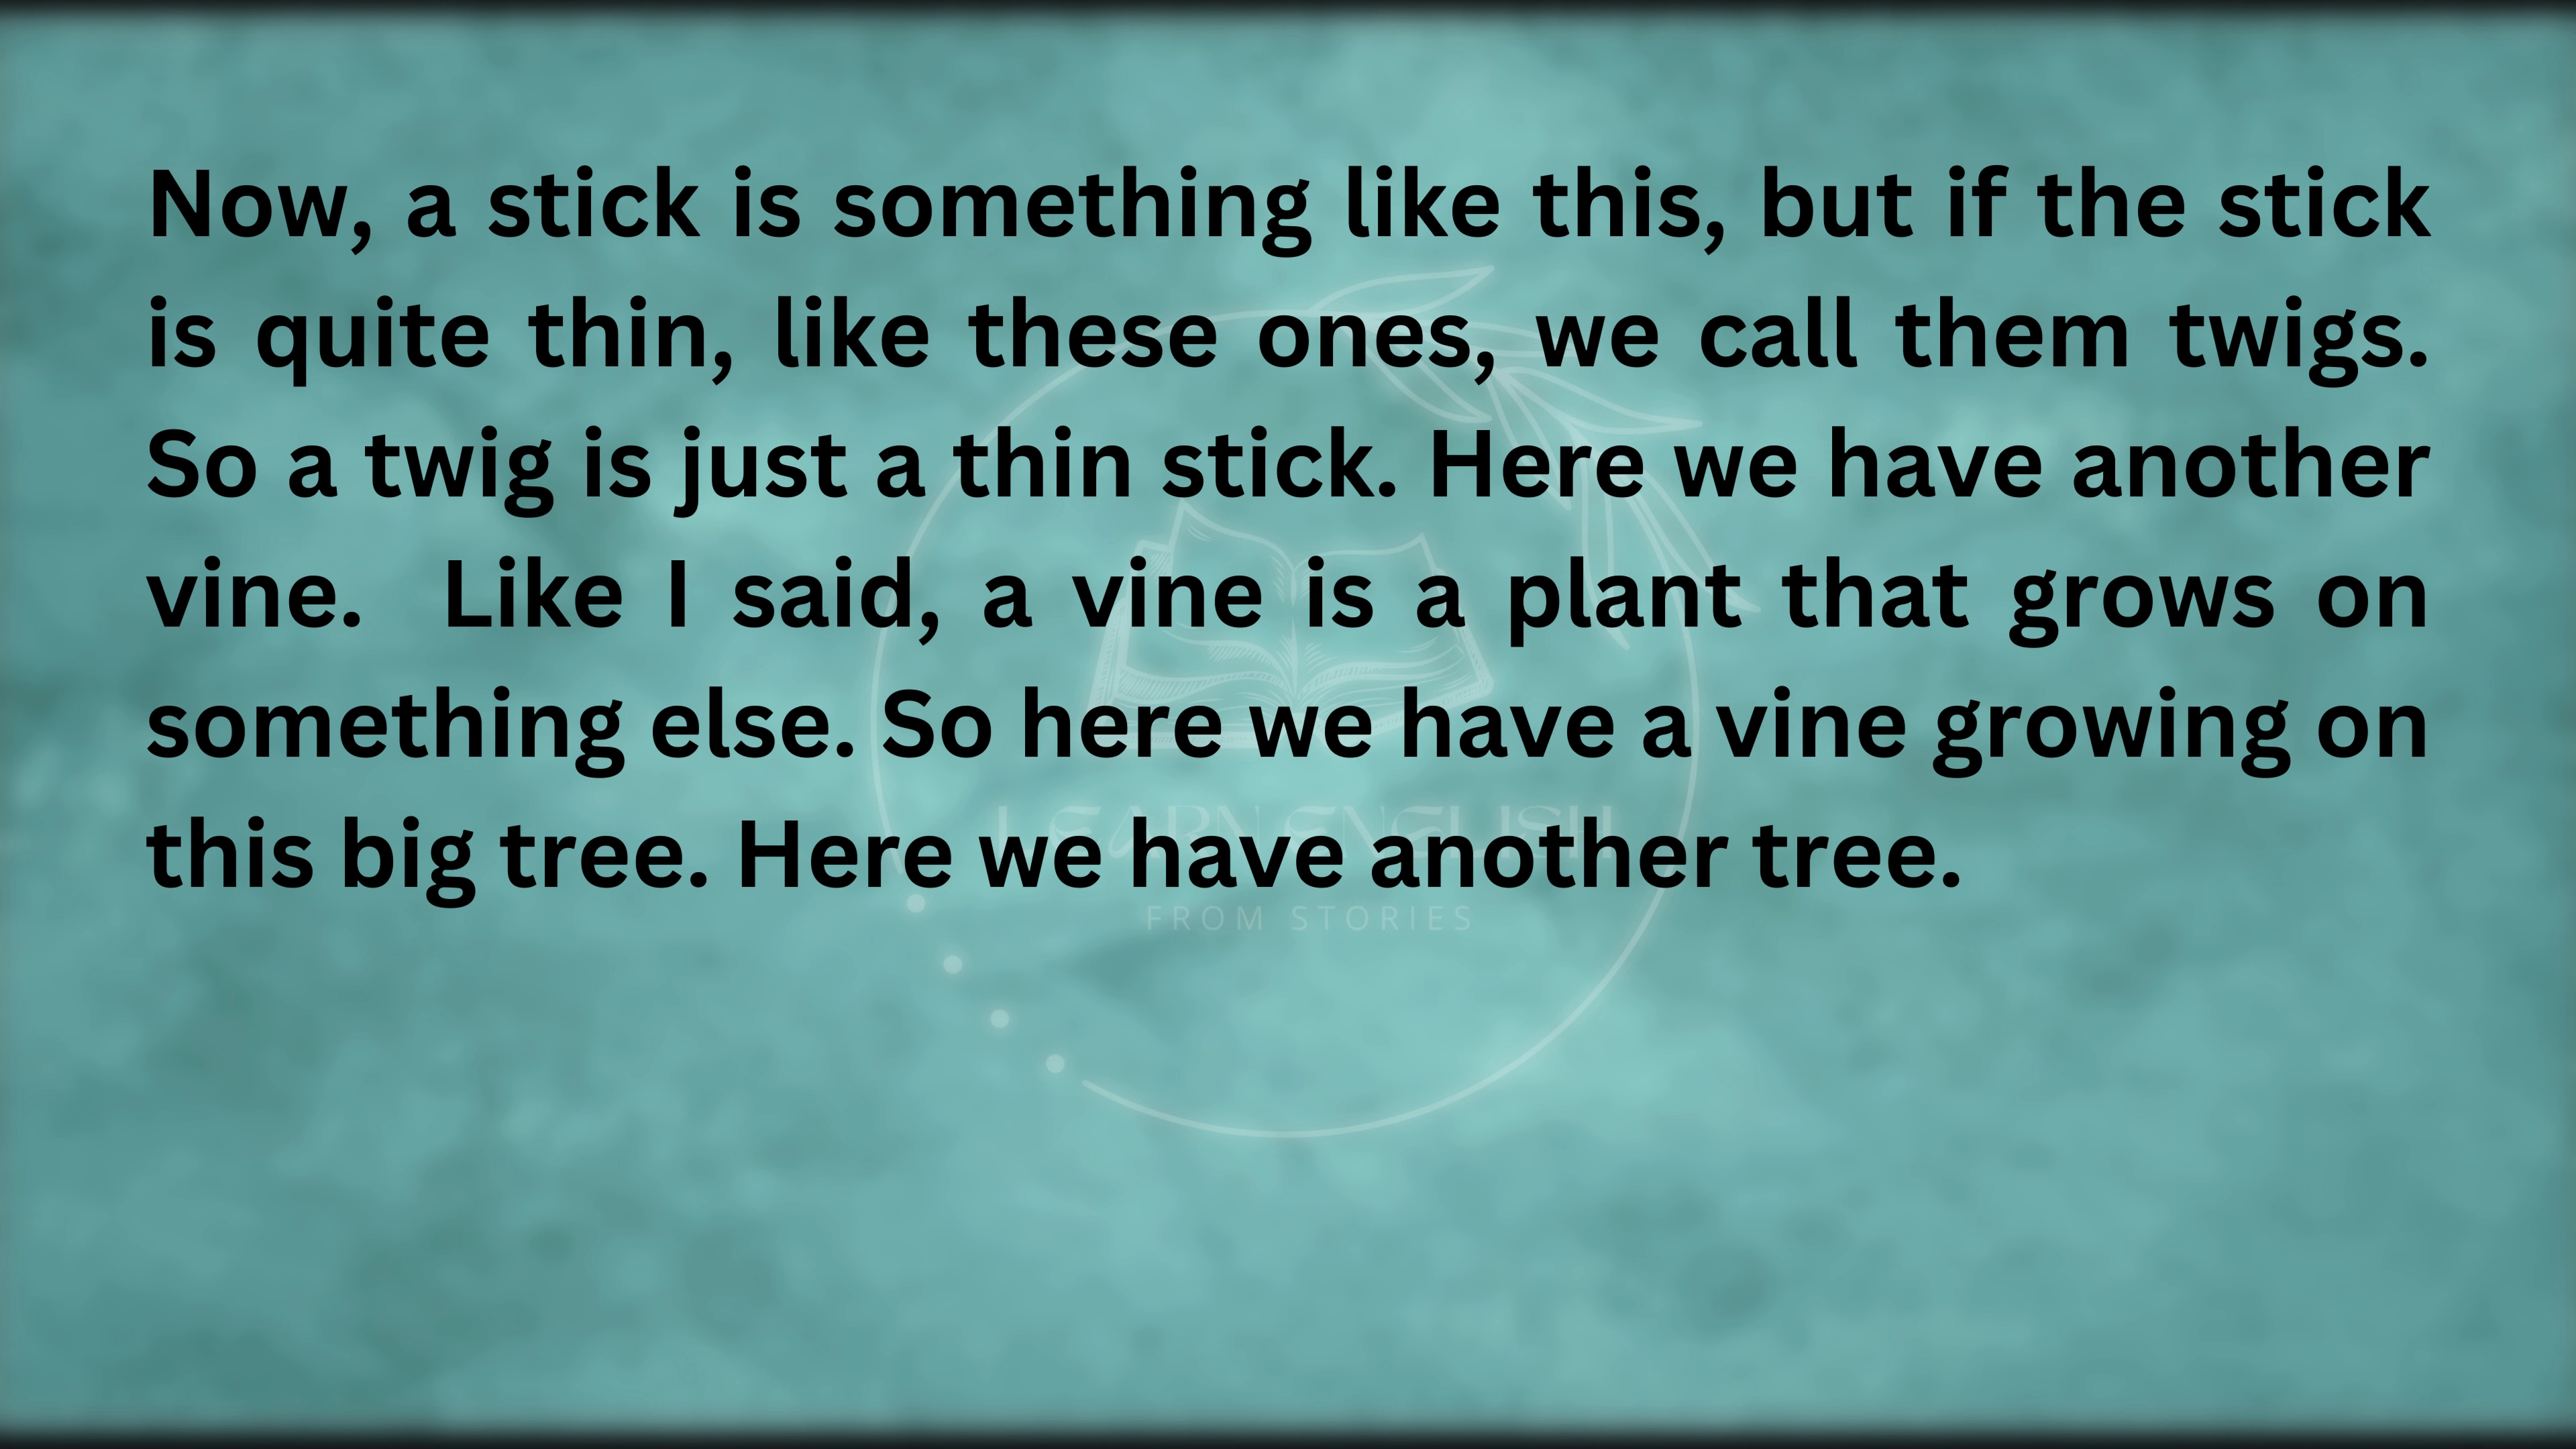 Now, a stick is something like this, but if the stick
is quite thin, like these ones, we call them twigs.
So a twig is just a thin stick. Here we have another
vine.  Like I said, a vine is a plant that grows on
something else. So here we have a vine growing on
this big tree. Here we have another tree.
LEARN ENGLISH
FROM STORIES